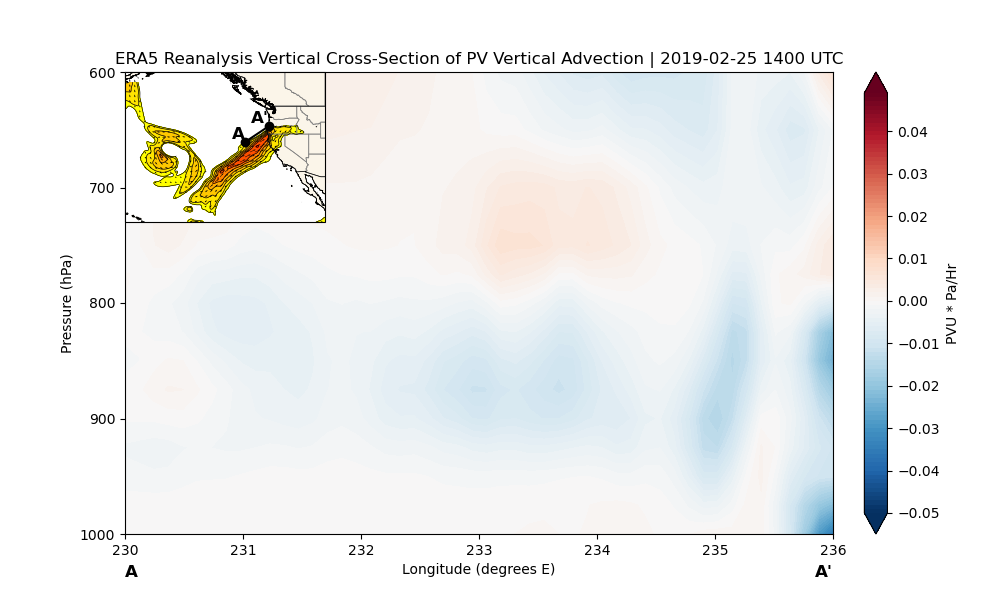 ERA5 Reanalysis Vertical Cross-Section of PV Vertical Advection | 2019-02-25 1400 UTC
600
700
800
900
1000
Pressure (hPa)
A
A'
230
231
232
233
234
235
236
A
Longitude (degrees E)
A'
0.04
0.03
0.02
0.01
0.00
−0.01
−0.02
−0.03
−0.04
−0.05
PVU * Pa/Hr